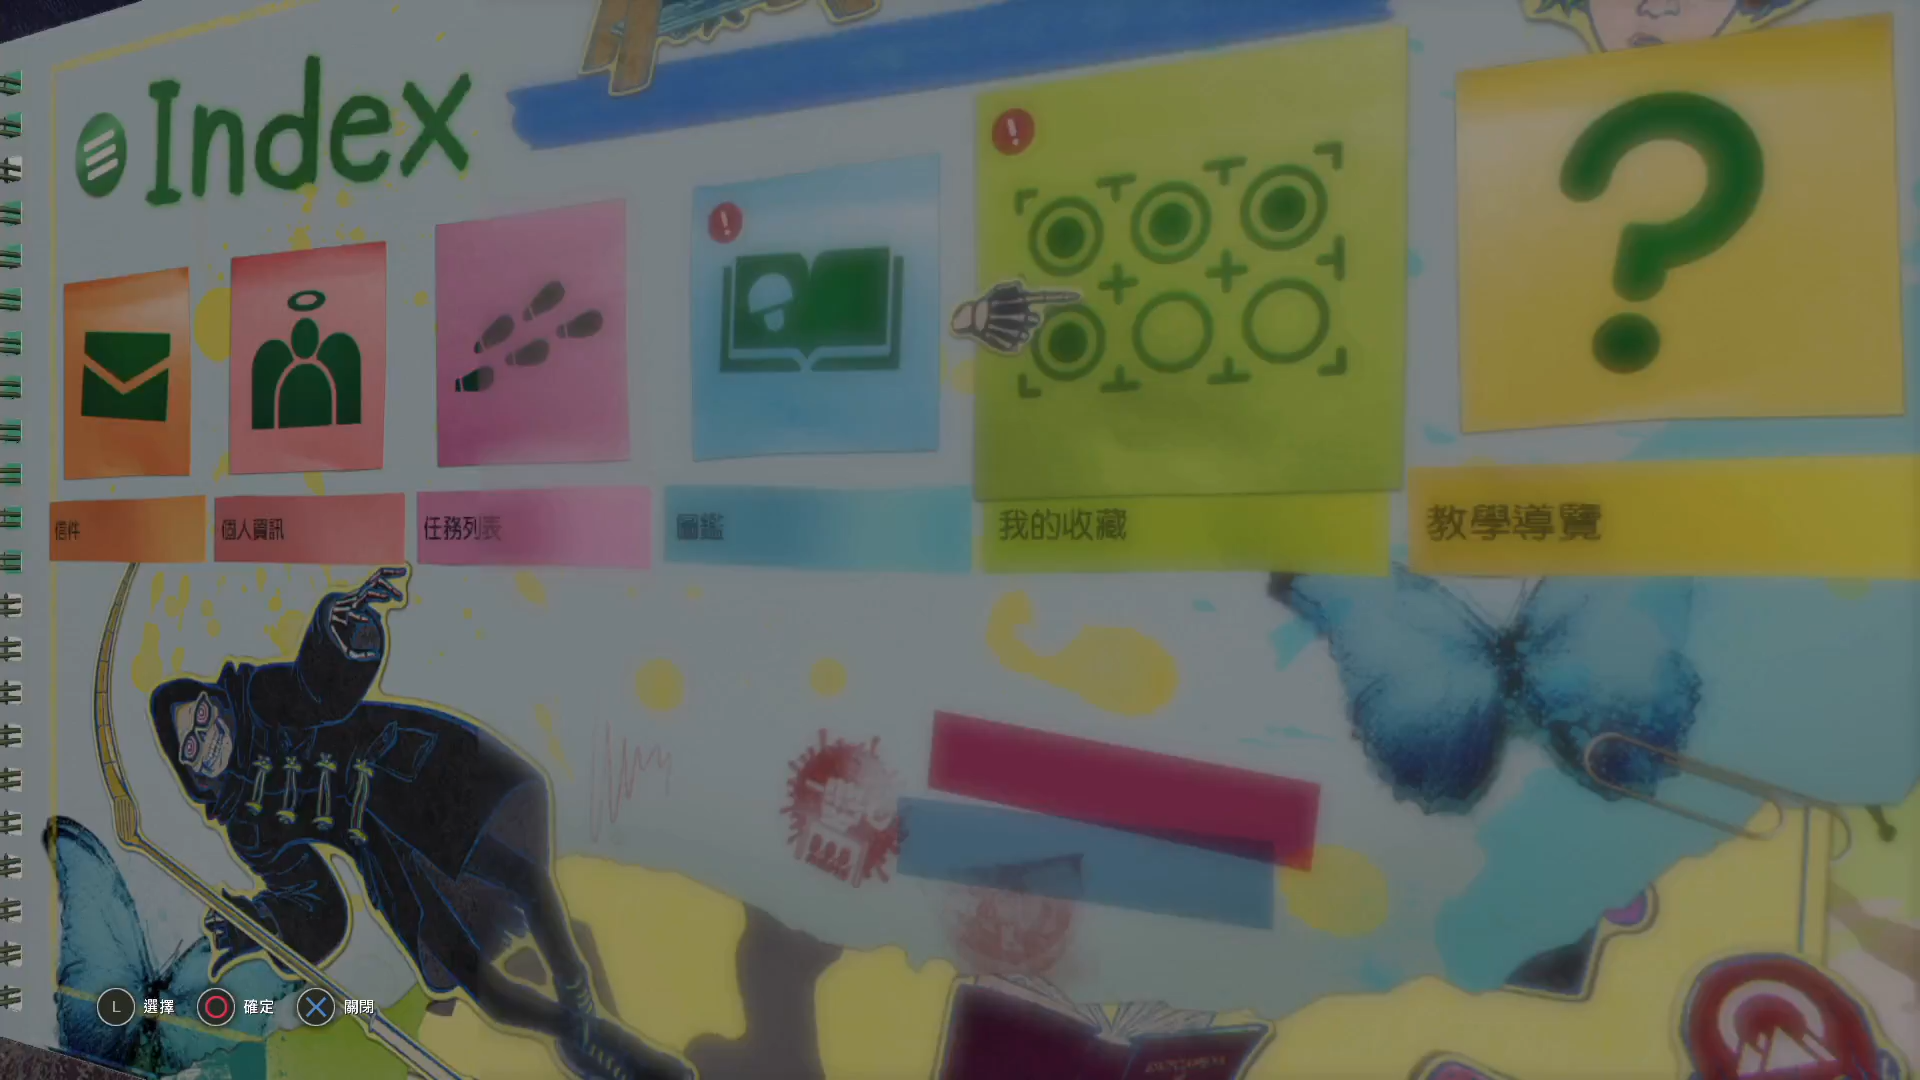 Index
信件
個人資訊
任務列表
圖鑑
我的收藏
教學導覽
L 選擇
確定
關閉